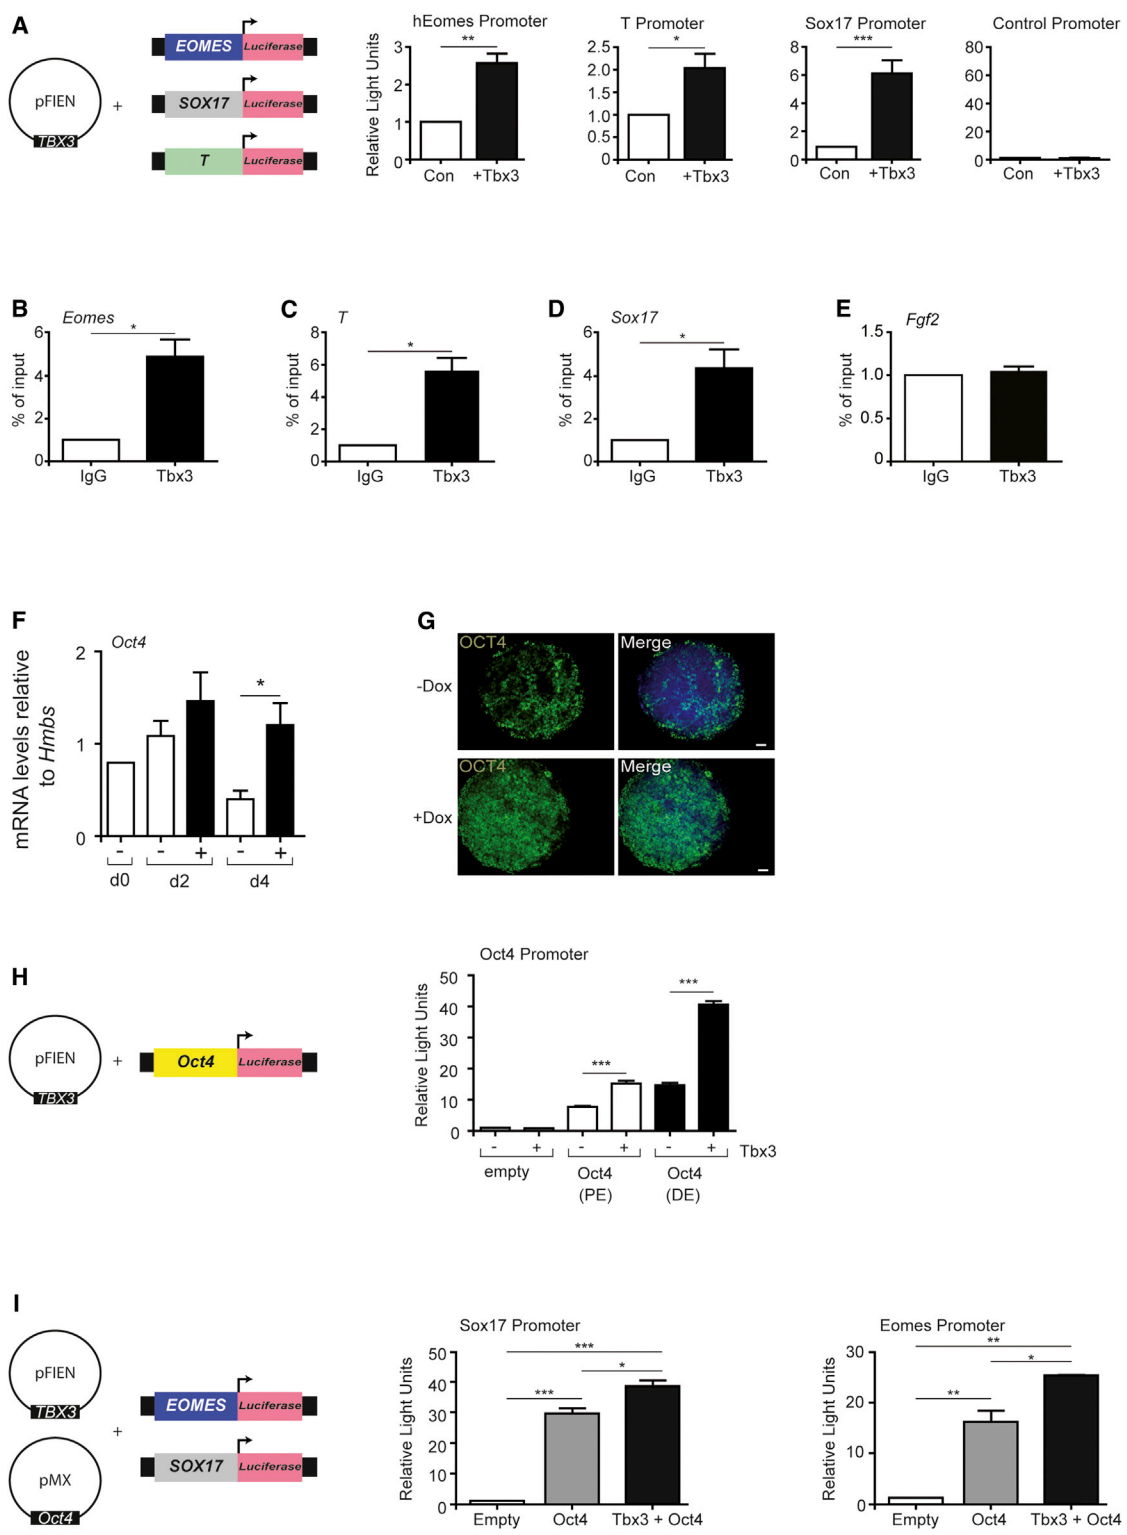 A
pFIEN
TBX3
+
EOMES Luciferase
SOX17 Luciferase
T Luciferase
hEomes Promoter
Relative Light Units
3
2
1
0
**
Con +Tbx3
T Promoter
2.5
2.0
1.5
1.0
0.5
0
*
Con +Tbx3
Sox17 Promoter
8
6
4
2
0
***
Con +Tbx3
Control Promoter
80
60
40
20
0
Con +Tbx3
B
Eomes
% of input
6
4
2
0
*
IgG Tbx3
C
T
% of input
8
6
4
2
0
*
IgG Tbx3
D
Sox17
% of input
6
4
2
0
*
IgG Tbx3
E
Fgf2
% of input
1.5
1.0
0.5
0
IgG Tbx3
F
Oct4
mRNA levels relative
to Hmbs
2
1
0
*
- - + - +
d0 d2 d4
G
OCT4 Merge
-Dox
OCT4 Merge
+Dox
H
pFIEN
TBX3
+
Oct4 Luciferase
Oct4 Promoter
Relative Light Units
50
40
30
20
10
0
***
***
- + - + - + Tbx3
empty Oct4 Oct4
(PE) (DE)
I
pFIEN
TBX3
+
pMX
Oct4
EOMES Luciferase
SOX17 Luciferase
Sox17 Promoter
Relative Light Units
50
40
30
20
10
0
***
*
***
Empty Oct4 Tbx3 + Oct4
Eomes Promoter
Relative Light Units
30
20
10
0
**
*
**
Empty Oct4 Tbx3 + Oct4